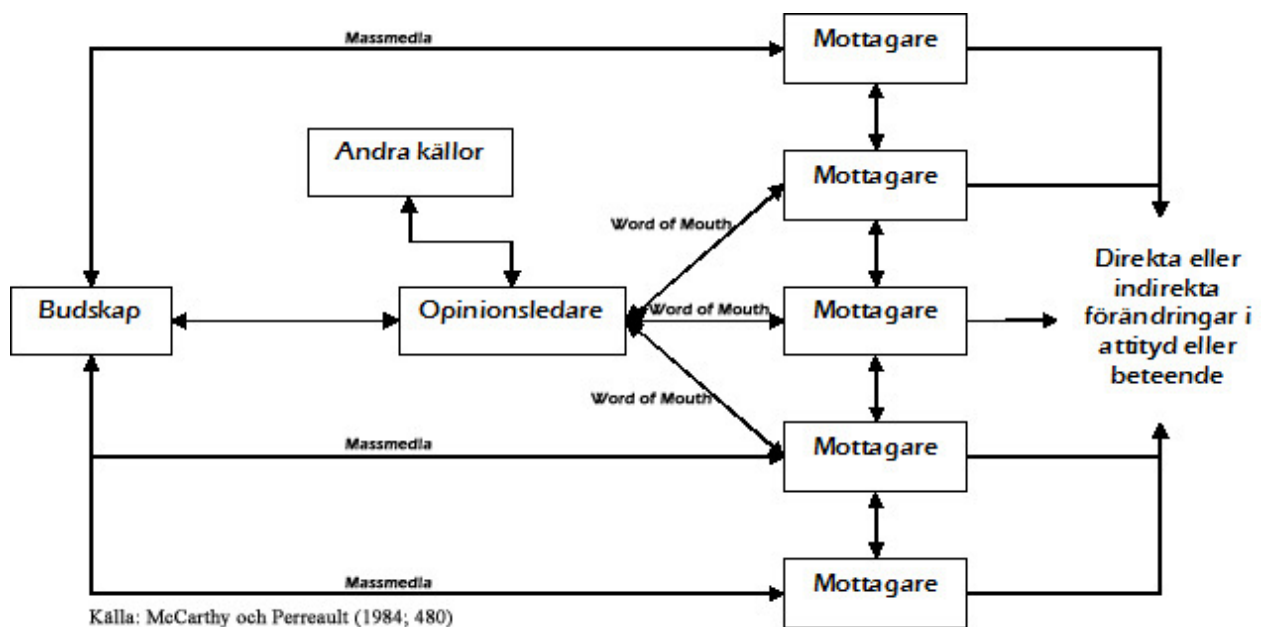 Massmedia
Mottagare
Andra källor
Mottagare
Word of Mouth
Budskap
Opinionsledare
Word of Mouth
Mottagare
Direkta eller
indirekta
förändringar i
attityd eller
beteende
Word of Mouth
Massmedia
Mottagare
Massmedia
Mottagare
Källa: McCarthy och Perreault (1984; 480)